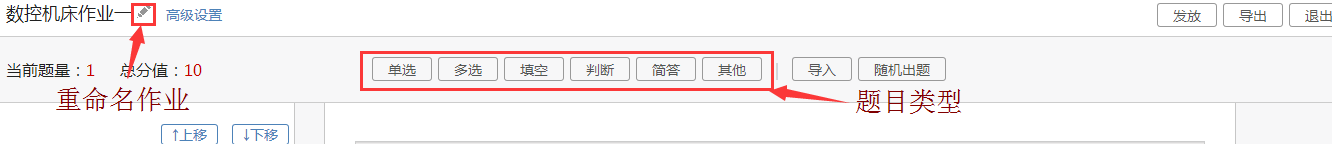 数控机床作业一 高级设置 发放 导出 退出
当前题量：1 总分值：10 单选 多选 填空 判断 简答 其他 导入 随机出题
重命名作业 题目类型
↑上移 ↓下移